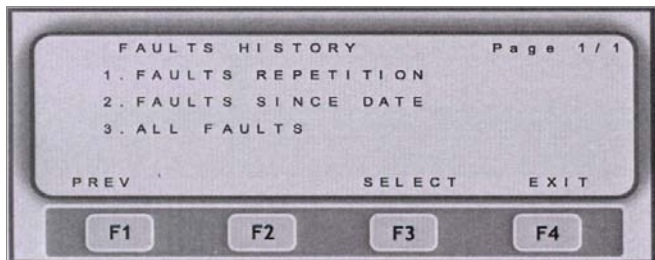 FAULTS HISTORY Page 1/1
1. FAULTS REPETITION
2. FAULTS SINCE DATE
3. ALL FAULTS
PREV SELECT EXIT
F1 F2 F3 F4